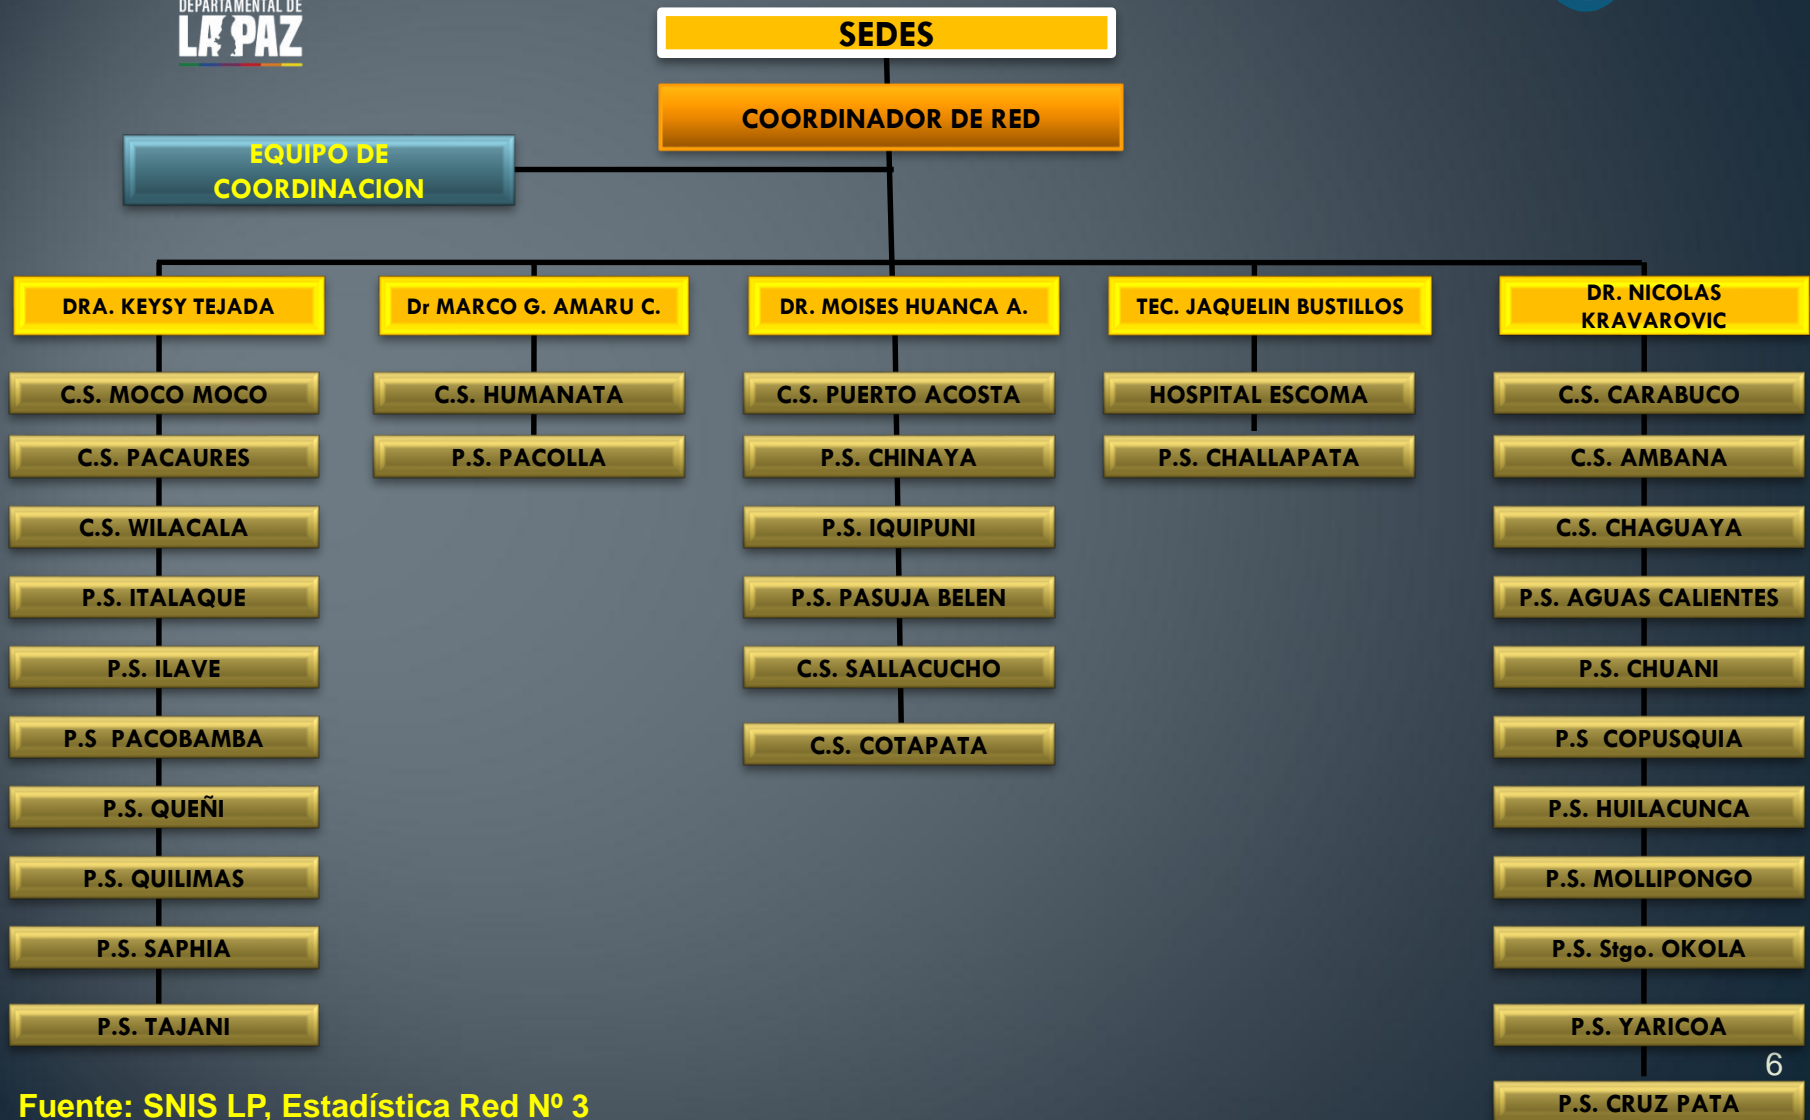 DEPARTAMENTAL DE
LA PAZ
SEDES
COORDINADOR DE RED
EQUIPO DE
COORDINACION
DRA. KEYSY TEJADA
C.S. MOCO MOCO
C.S. PACAURES
C.S. WILACALA
P.S. ITALAQUE
P.S. ILAVE
P.S  PACOBAMBA
P.S. QUEÑI
P.S. QUILIMAS
P.S. SAPHIA
P.S. TAJANI
Dr MARCO G. AMARU C.
C.S. HUMANATA
P.S. PACOLLA
DR. MOISES HUANCA A.
C.S. PUERTO ACOSTA
P.S. CHINAYA
P.S. IQUIPUNI
P.S. PASUJA BELEN
C.S. SALLACUCHO
C.S. COTAPATA
TEC. JAQUELIN BUSTILLOS
HOSPITAL ESCOMA
P.S. CHALLAPATA
DR. NICOLAS
KRAVAROVIC
C.S. CARABUCO
C.S. AMBANA
C.S. CHAGUAYA
P.S. AGUAS CALIENTES
P.S. CHUANI
P.S  COPUSQUIA
P.S. HUILACUNCA
P.S. MOLLIPONGO
P.S. Stgo. OKOLA
P.S. YARICOA
P.S. CRUZ PATA
6
Fuente: SNIS LP, Estadística Red Nº 3